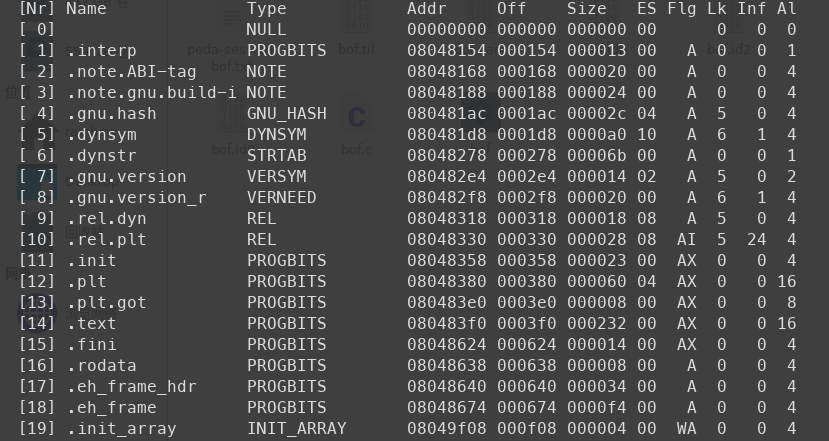 [Nr] Name Type Addr Off Size ES Flg Lk Inf Al
[ 0] NULL 00000000 000000 000000 00 0 0 0
[ 1] .interp PROGBITS 08048154 000154 000013 00 A 0 0 1
[ 2] .note.ABI-tag NOTE 08048168 000168 000020 00 A 0 0 4
[ 3] .note.gnu.build-i NOTE 08048188 000188 000024 00 A 0 0 4
[ 4] .gnu.hash GNU_HASH 080481ac 0001ac 00002c 04 A 5 0 4
[ 5] .dynsym DYNSYM 080481d8 0001d8 0000a0 10 A 6 1 4
[ 6] .dynstr STRTAB 08048278 000278 00006b 00 A 0 0 1
[ 7] .gnu.version VERSYM 080482e4 0002e4 000014 02 A 5 0 2
[ 8] .gnu.version_r VERNEED 080482f8 0002f8 000020 00 A 6 1 4
[ 9] .rel.dyn REL 08048318 000318 000018 08 A 5 0 4
[10] .rel.plt REL 08048330 000330 000028 08 AI 5 24 4
[11] .init PROGBITS 08048358 000358 000023 00 AX 0 0 4
[12] .plt PROGBITS 08048380 000380 000060 04 AX 0 0 16
[13] .plt.got PROGBITS 080483e0 0003e0 000008 00 AX 0 0 8
[14] .text PROGBITS 080483f0 0003f0 000232 00 AX 0 0 16
[15] .fini PROGBITS 08048624 000624 000014 00 AX 0 0 4
[16] .rodata PROGBITS 08048638 000638 000008 00 A 0 0 4
[17] .eh_frame_hdr PROGBITS 08048640 000640 000034 00 A 0 0 4
[18] .eh_frame PROGBITS 08048674 000674 0000f4 00 A 0 0 4
[19] .init_array INIT_ARRAY 08049f08 000f08 000004 00 WA 0 0 4
bof.til
bof.id2
bof.c